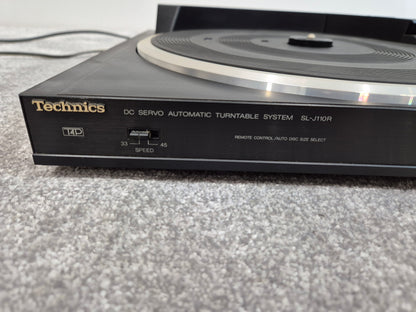 Technics
DC SERVO AUTOMATIC TURNTABLE SYSTEM SL-J110R
T4P
REMOTE CONTROL/AUTO DISC SIZE SELECT
33 45
SPEED